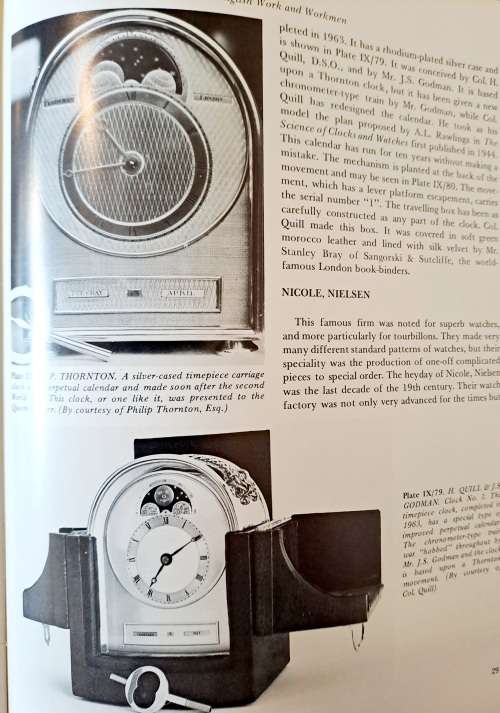 English Work and Workmen
pleted in 1963. It has a rhodium-plated silver case and
is shown in Plate IX/79. It was conceived by Col. H.
Quill, D.S.O., and by Mr. J.S. Godman. It is based
upon a Thornton clock, but it has been given a new
chronometer-type train by Mr. Godman, while Col.
Quill has redesigned the calendar. He took as his
model the plan proposed by A.L. Rawlings in The
Science of Clocks and Watches first published in 1944.
This calendar has run for ten years without making a
mistake. The mechanism is planted at the back of the
movement and may be seen in Plate IX/80. The move-
ment, which has a lever platform escapement, carries
the serial number "1". The travelling box has been as
carefully constructed as any part of the clock. Col.
Quill made this box. It was covered in soft green
morocco leather and lined with silk velvet by Mr.
Stanley Bray of Sangorski & Sutcliffe, the world-
famous London book-binders.
NICOLE, NIELSEN
This famous firm was noted for superb watches,
and more particularly for tourbillons. They made very
many different standard patterns of watches, but their
speciality was the production of one-off complicated
pieces to special order. The heyday of Nicole, Nielsen
was the last decade of the 19th century. Their watch
factory was not only very advanced for the times but
APRIL
Plate P. THORNTON. A silver-cased timepiece carriage
clock perpetual calendar and made soon after the second
World This clock, or one like it, was presented to the
Queen (By courtesy of Philip Thornton, Esq.)
Plate IX/79. H. QUILL & J.S.
GODMAN. Clock No. 1. The
timepiece clock, completed in
1963, has a special type of
improved perpetual calendar.
The chronometer-type train
was "hobbed" throughout by
Mr. J.S. Godman and the clock
is based upon a Thornton
movement. (By courtesy of
Col. Quill)